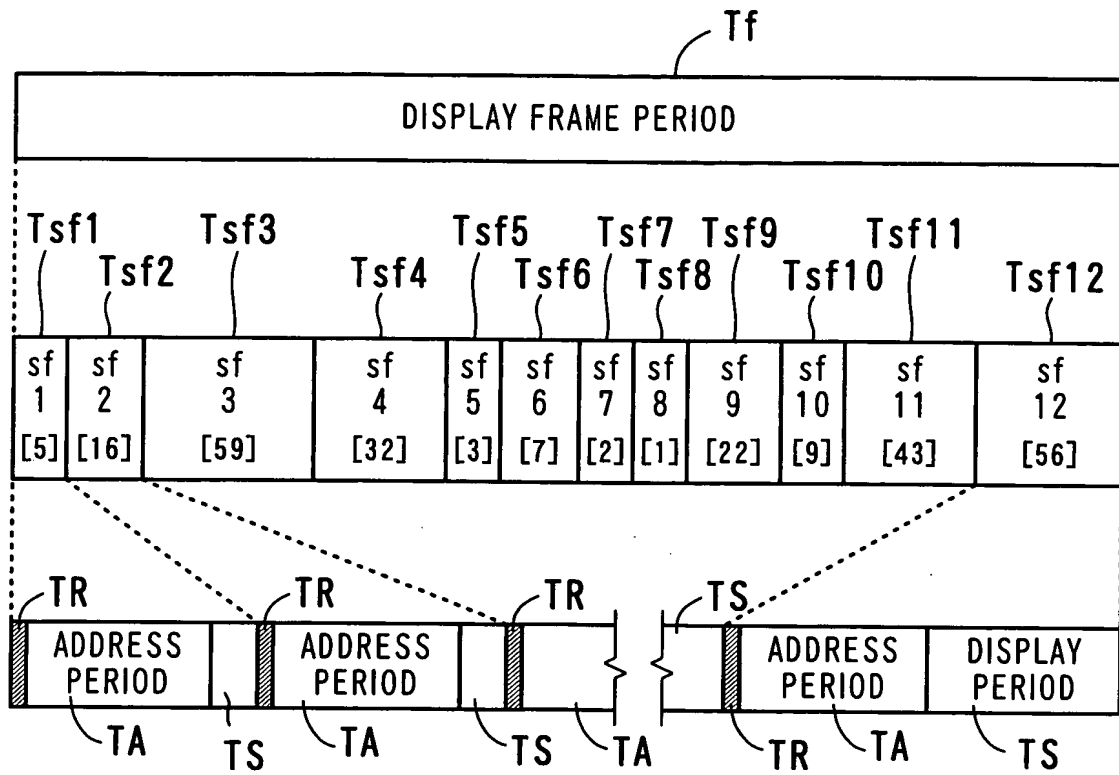 Tf
DISPLAY FRAME PERIOD
Tsf1 Tsf3 Tsf5 Tsf7 Tsf9 Tsf11
Tsf2 Tsf4 Tsf6 Tsf8 Tsf10 Tsf12
sf sf sf sf sf sf sf sf sf sf sf sf
1 2 3 4 5 6 7 8 9 10 11 12
[5] [16] [59] [32] [3] [7] [2] [1] [22] [9] [43] [56]
TR TR TR TS
ADDRESS PERIOD ADDRESS PERIOD ADDRESS PERIOD DISPLAY PERIOD
TA TS TA TS TA TR TA TS